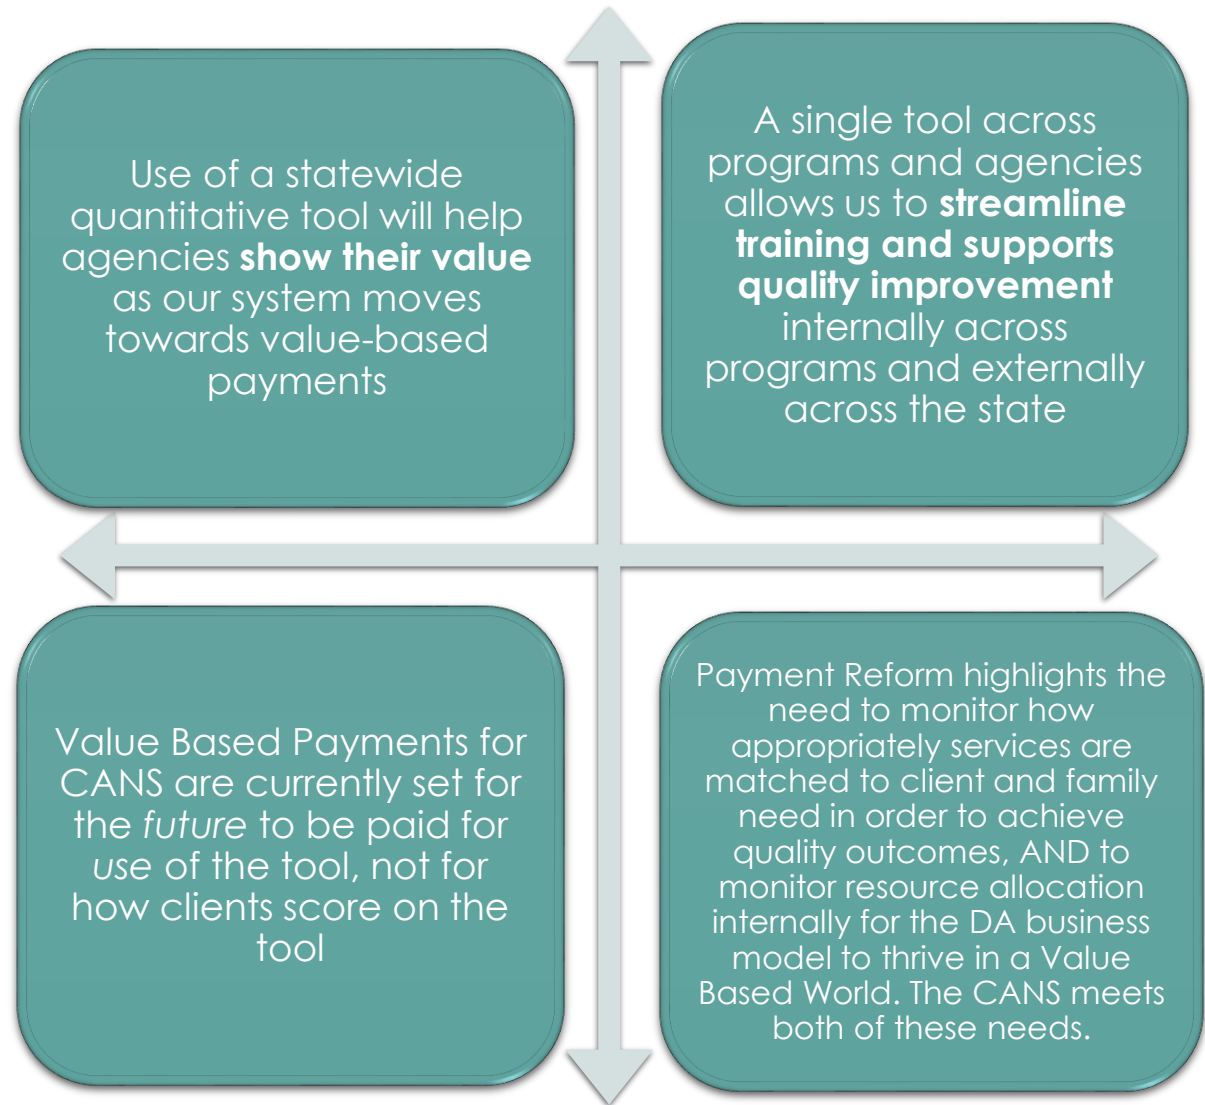 Use of a statewide
quantitative tool will help
agencies show their value
as our system moves
towards value-based
payments
A single tool across
programs and agencies
allows us to streamline
training and supports
quality improvement
internally across
programs and externally
across the state
Value Based Payments for
CANS are currently set for
the future to be paid for
use of the tool, not for
how clients score on the
tool
Payment Reform highlights the
need to monitor how
appropriately services are
matched to client and family
need in order to achieve
quality outcomes, AND to
monitor resource allocation
internally for the DA business
model to thrive in a Value
Based World. The CANS meets
both of these needs.